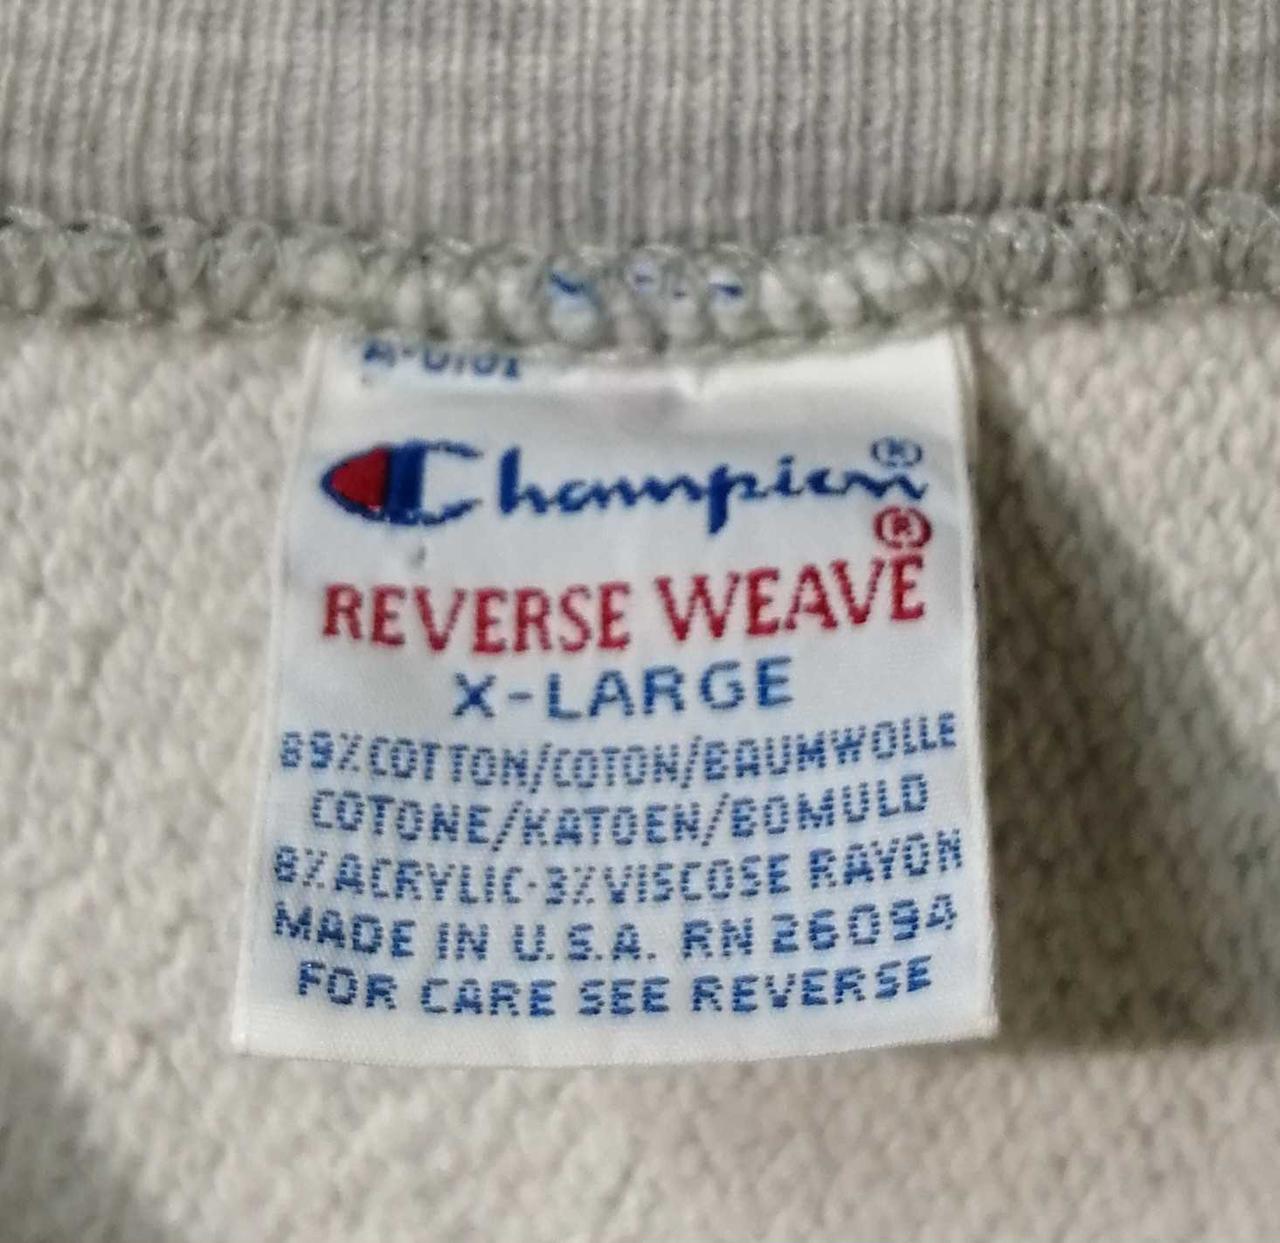 Champion®
®
REVERSE WEAVE
X-LARGE
89% COTTON/COTON/BAUMWOLLE
COTONE/KATOEN/BOMULD
8% ACRYLIC-3% VISCOSE RAYON
MADE IN U.S.A. RN 26094
FOR CARE SEE REVERSE